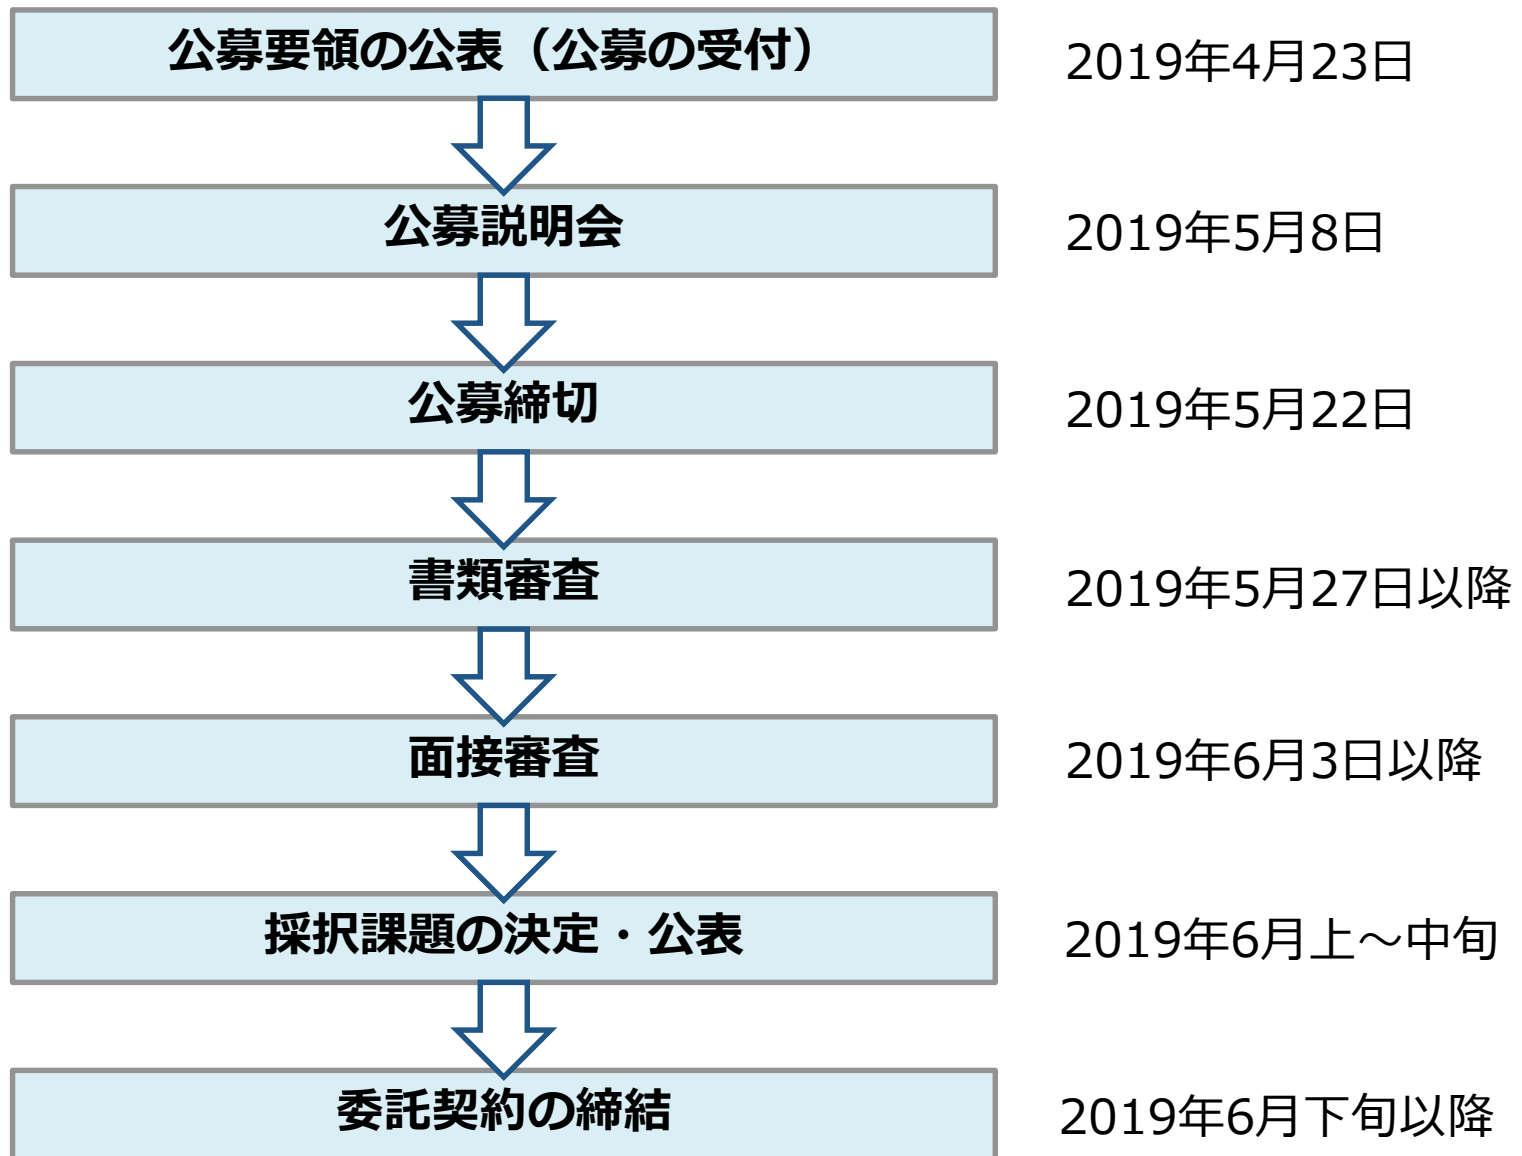 公募要領の公表（公募の受付）
2019年4月23日
公募説明会
2019年5月8日
公募締切
2019年5月22日
書類審査
2019年5月27日以降
面接審査
2019年6月3日以降
採択課題の決定・公表
2019年6月上～中旬
委託契約の締結
2019年6月下旬以降